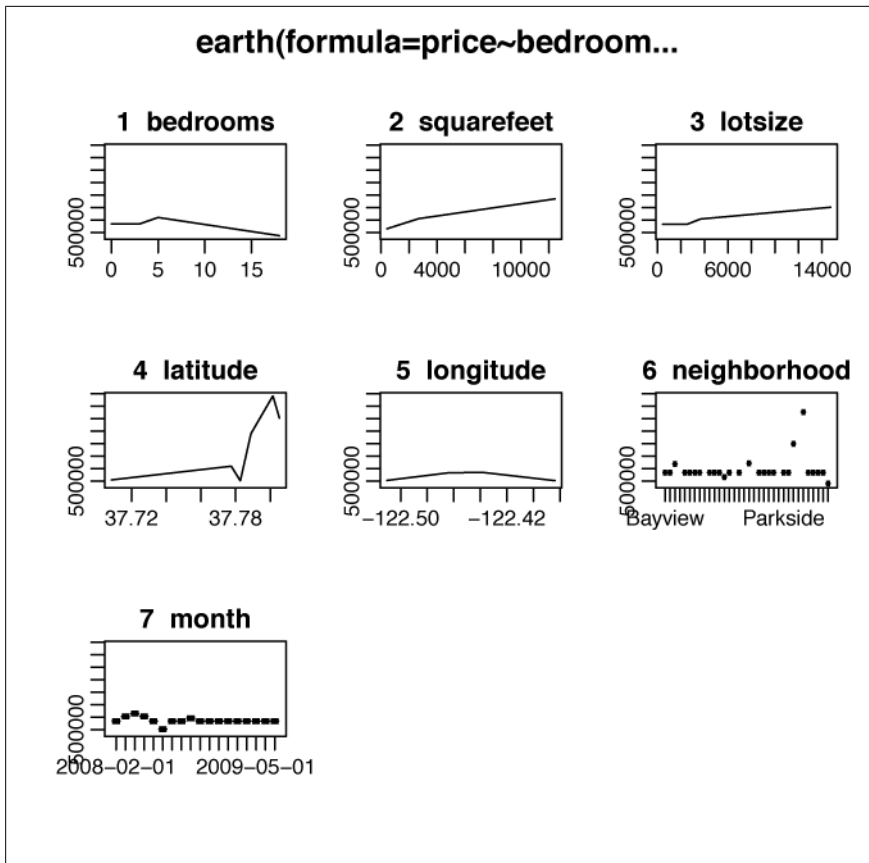 earth(formula=price~bedroom...
1 bedrooms
2 squarefeet
3 lotsize
500000
0 5 10 15
500000
0 4000 10000
500000
0 6000 14000
4 latitude
5 longitude
6 neighborhood
500000
37.72 37.78
500000
−122.50 −122.42
500000
Bayview Parkside
7 month
500000
2008−02−01 2009−05−01